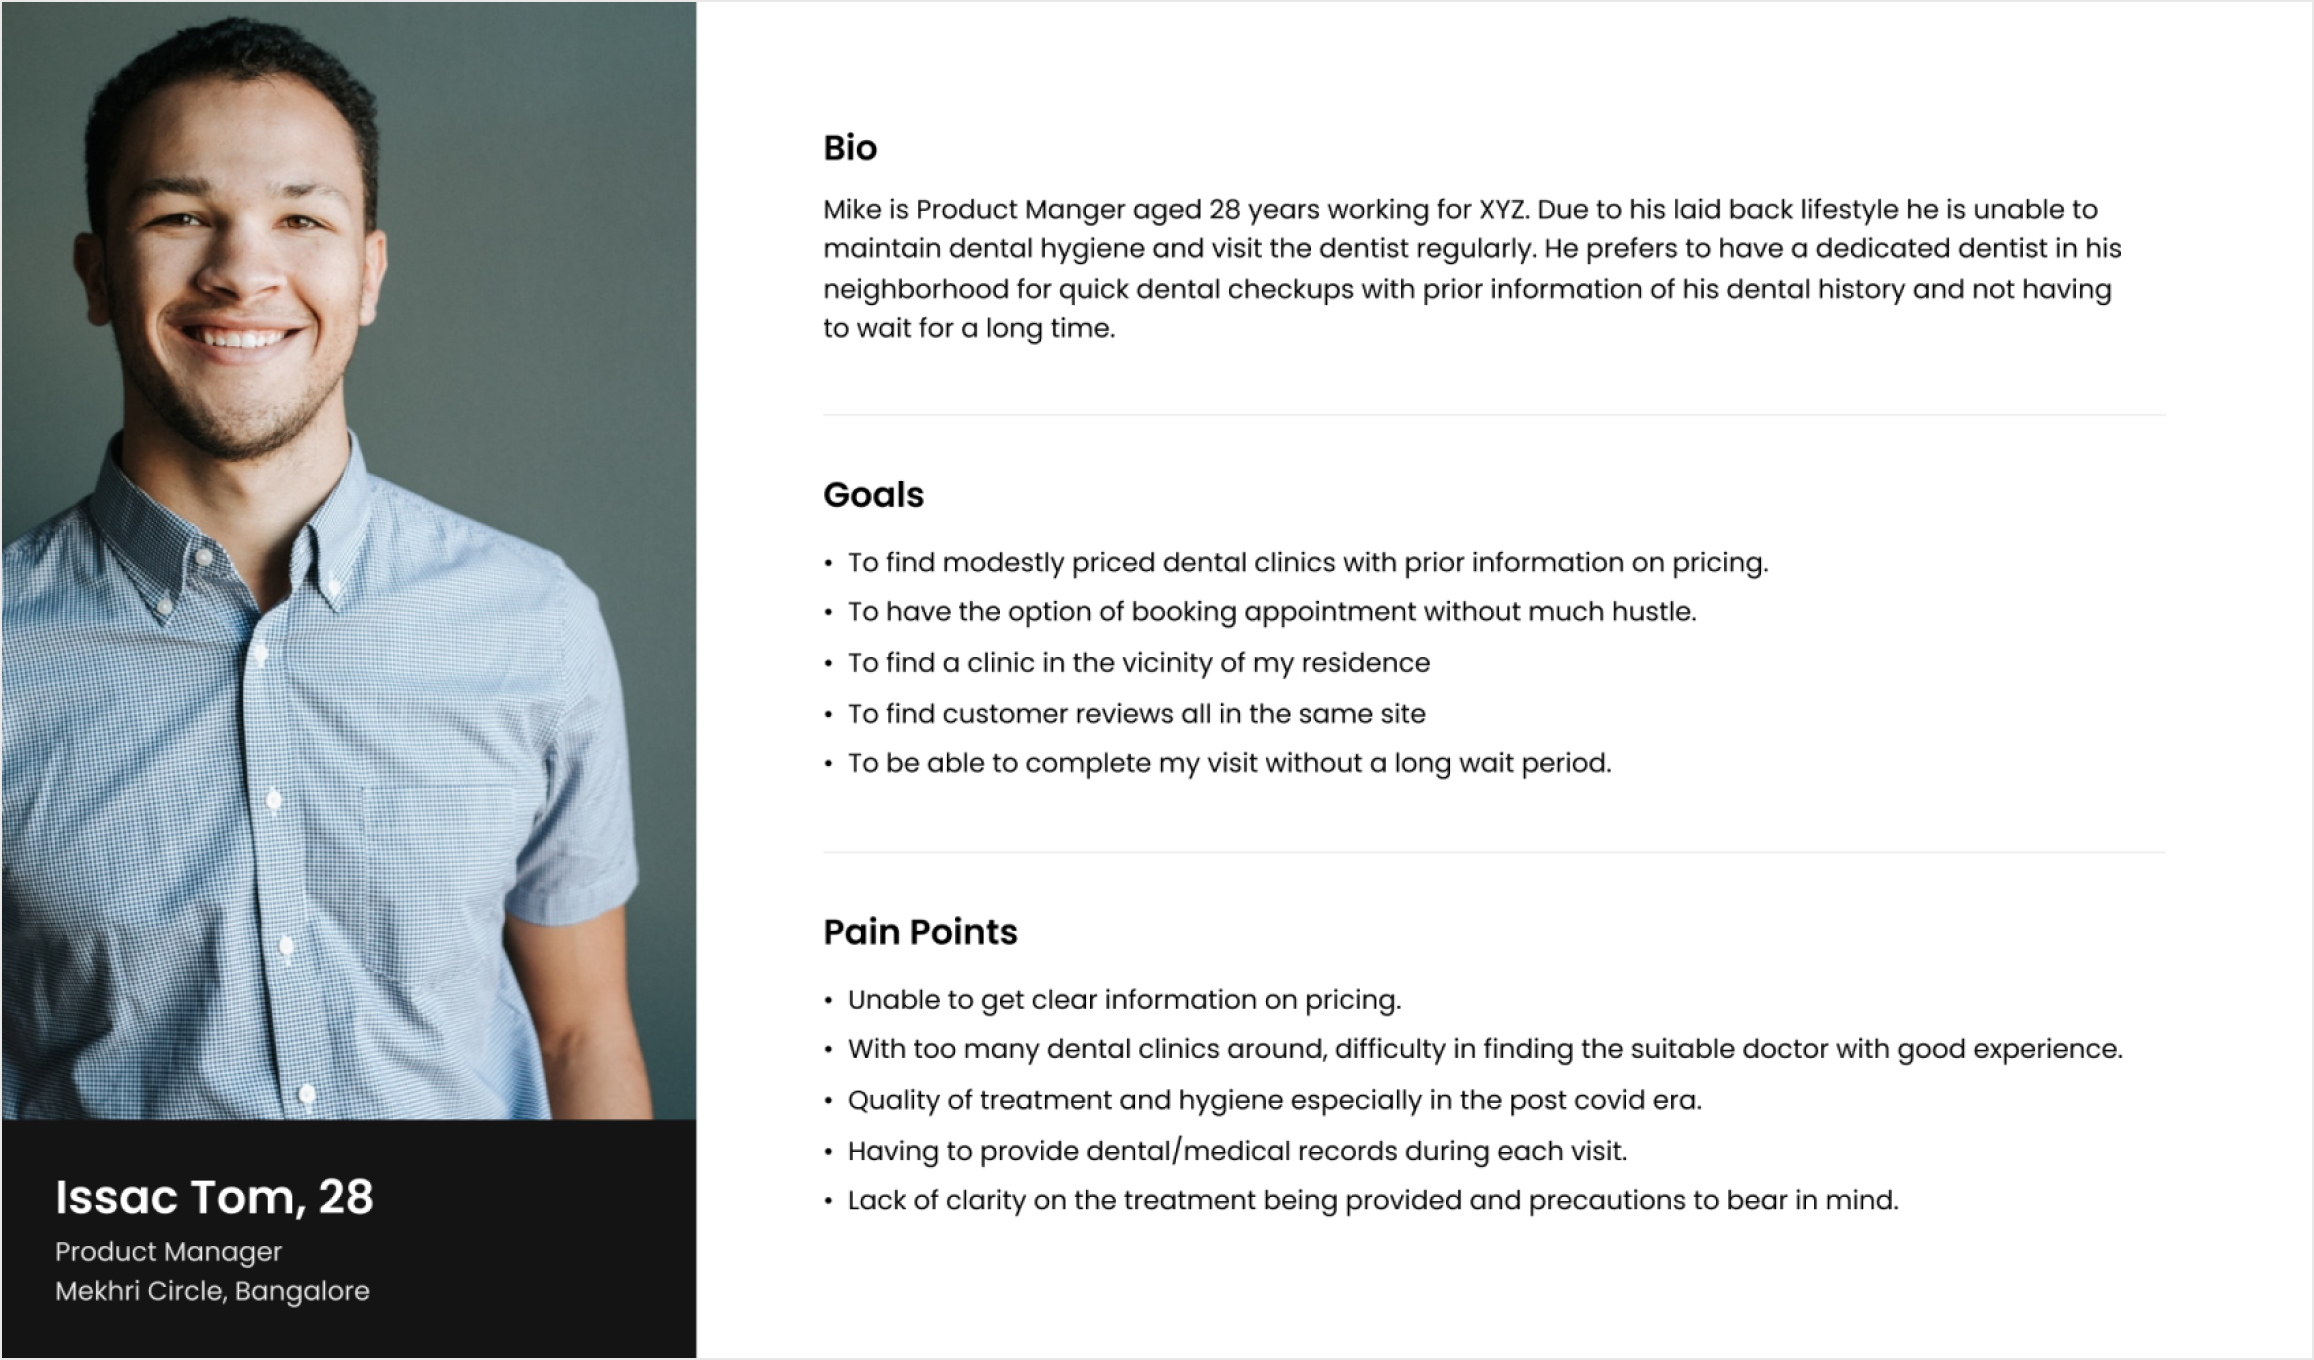 Bio
Mike is Product Manger aged 28 years working for XYZ. Due to his laid back lifestyle he is unable to
maintain dental hygiene and visit the dentist regularly. He prefers to have a dedicated dentist in his
neighborhood for quick dental checkups with prior information of his dental history and not having
to wait for a long time.
Goals
• To find modestly priced dental clinics with prior information on pricing.
• To have the option of booking appointment without much hustle.
• To find a clinic in the vicinity of my residence
• To find customer reviews all in the same site
• To be able to complete my visit without a long wait period.
Pain Points
• Unable to get clear information on pricing.
• With too many dental clinics around, difficulty in finding the suitable doctor with good experience.
• Quality of treatment and hygiene especially in the post covid era.
• Having to provide dental/medical records during each visit.
• Lack of clarity on the treatment being provided and precautions to bear in mind.
Issac Tom, 28
Product Manager
Mekhri Circle, Bangalore